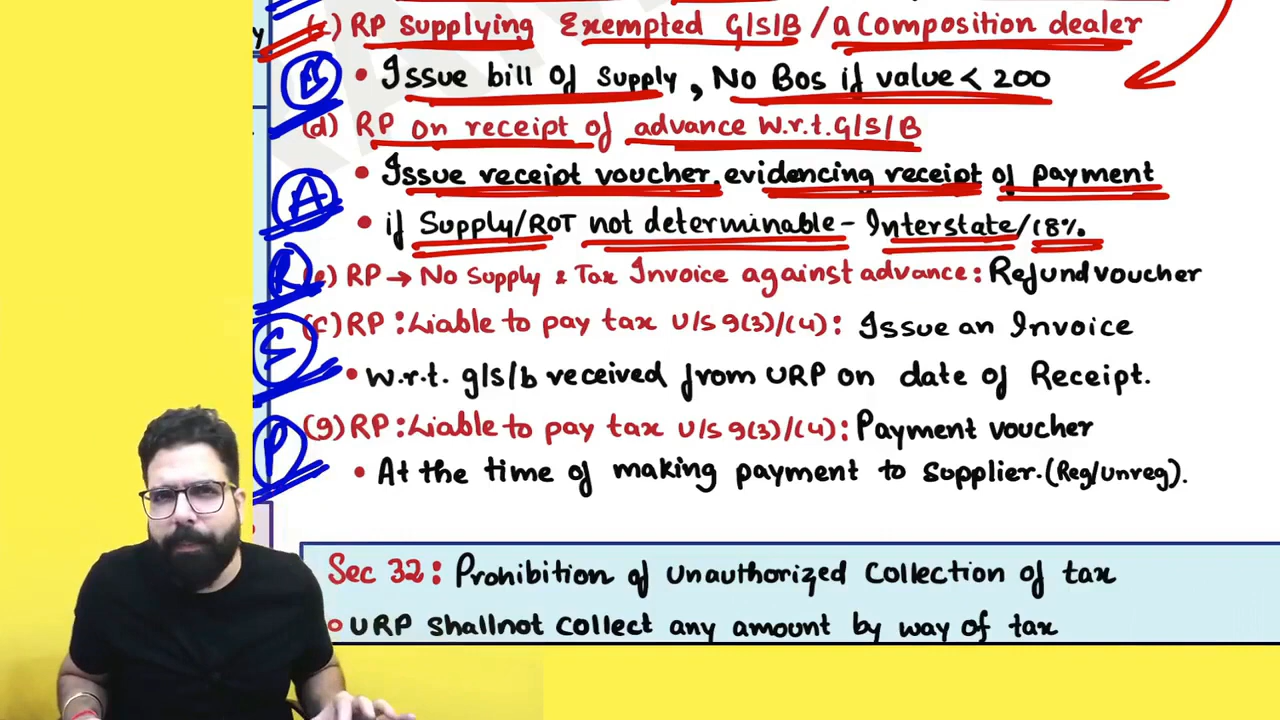 (c) RP Supplying Exempted G/S/B / a Composition dealer
BS • Issue bill of Supply, No Bos if value < 200
(d) RP on receipt of advance W.r.t. G/S/B
• Issue receipt voucher, evidencing receipt of payment
A • if Supply/ROT not determinable - Interstate/18%.
R (e) RP → No Supply & Tax Invoice against advance: Refund voucher
(f) RP: Liable to pay tax U/S 9(3)/(4): Issue an Invoice
S • W.r.t. g/s/b received from URP on date of Receipt.
P (g) RP: Liable to pay tax U/S 9(3)/(4): Payment voucher
• At the time of making payment to Supplier. (Reg/unreg).
Sec 32: Prohibition of Unauthorized Collection of tax
• URP shallnot collect any amount by way of tax